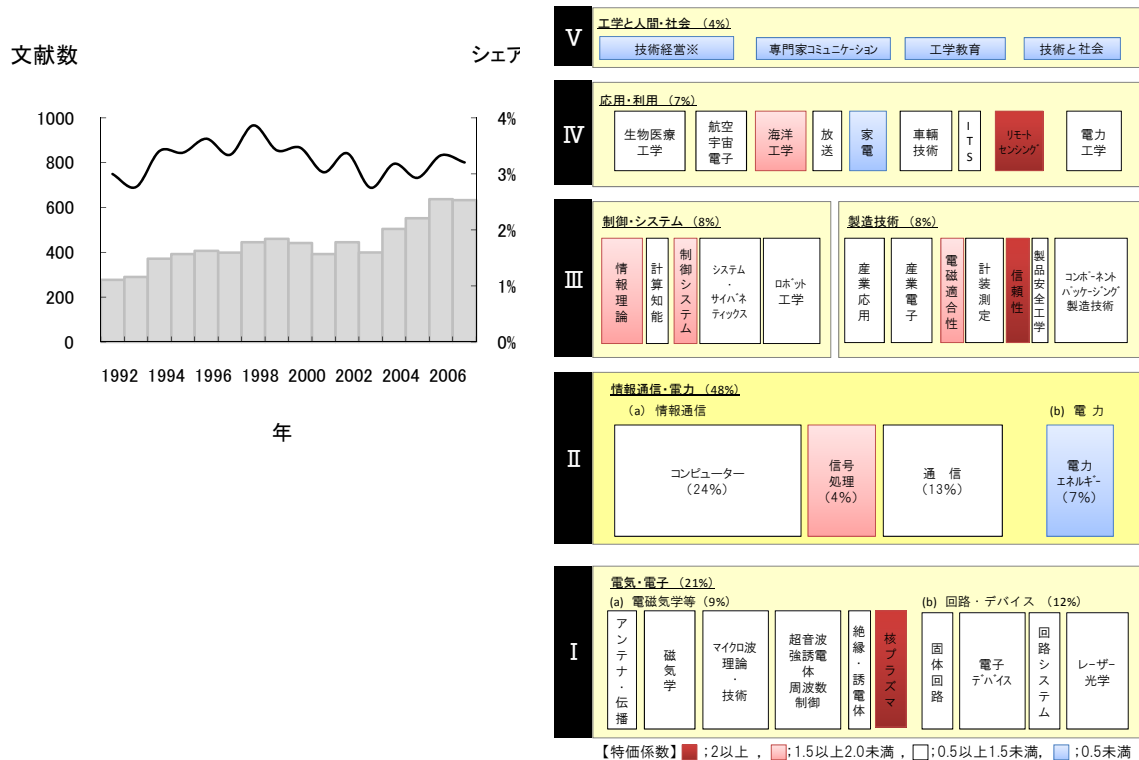 文献数
シェア
1000
800
600
400
200
0
4%
3%
2%
1%
0%
1992 1994 1996 1998 2000 2002 2004 2006
年
Ⅴ
工学と人間・社会 (4%)
技術経営※
専門家コミュニケーション
工学教育
技術と社会
Ⅳ
応用・利用 (7%)
生物医療
工学
航空
宇宙
電子
海洋
工学
放送
家電
車輌
技術
ITS
リモート
センシング
電力
工学
Ⅲ
制御・システム (8%)
情報理論
計算知能
制御システム
システム
・
サイバネ
ティックス
ロボット
工学
製造技術 (8%)
産業応用
産業電子
電磁適合性
計装測定
信頼性
製品安全工学
コンポーネント
パッケージング
製造技術
Ⅱ
情報通信・電力 (48%)
(a) 情報通信
(b) 電 力
コンピューター
(24%)
信号
処理
(4%)
通 信
(13%)
電力
エネルギー
(7%)
Ⅰ
電気・電子 (21%)
(a) 電磁気学等 (9%)
(b) 回路・デバイス (12%)
アンテナ・伝播
磁気学
マイクロ波
理論
・
技術
超音波
強誘電
体
周波数
制御
絶縁・誘電体
核プラズマ
固体回路
電子
デバイス
回路システム
レーザー
光学
【特価係数】 ;2以上 , ;1.5以上2.0未満 , ;0.5以上1.5未満, ;0.5未満